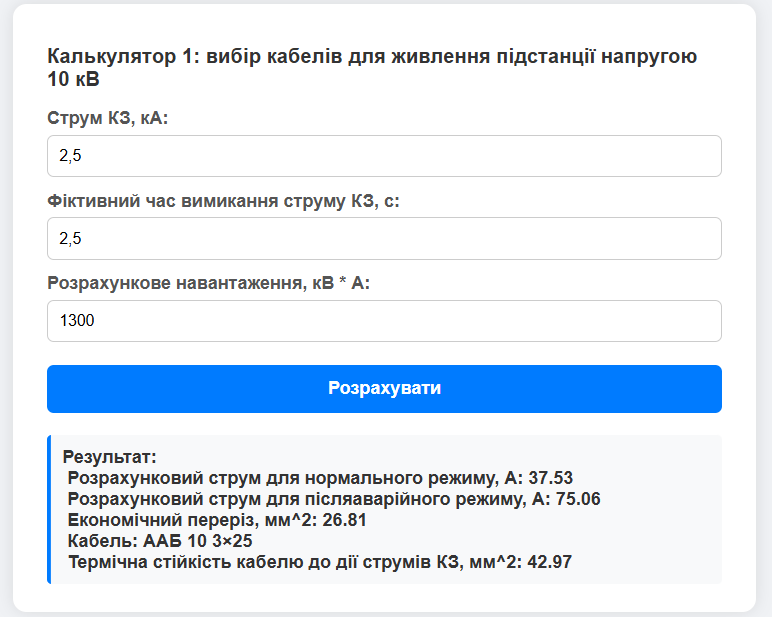 Калькулятор 1: вибір кабелів для живлення підстанції напругою
10 кВ
Струм КЗ, кА:
2,5
Фіктивний час вимикання струму КЗ, с:
2,5
Розрахункове навантаження, кВ * А:
1300
Розрахувати
Результат:
Розрахунковий струм для нормального режиму, А: 37.53
Розрахунковий струм для післяаварійного режиму, А: 75.06
Економічний переріз, мм^2: 26.81
Кабель: ААБ 10 3×25
Термічна стійкість кабелю до дії струмів КЗ, мм^2: 42.97